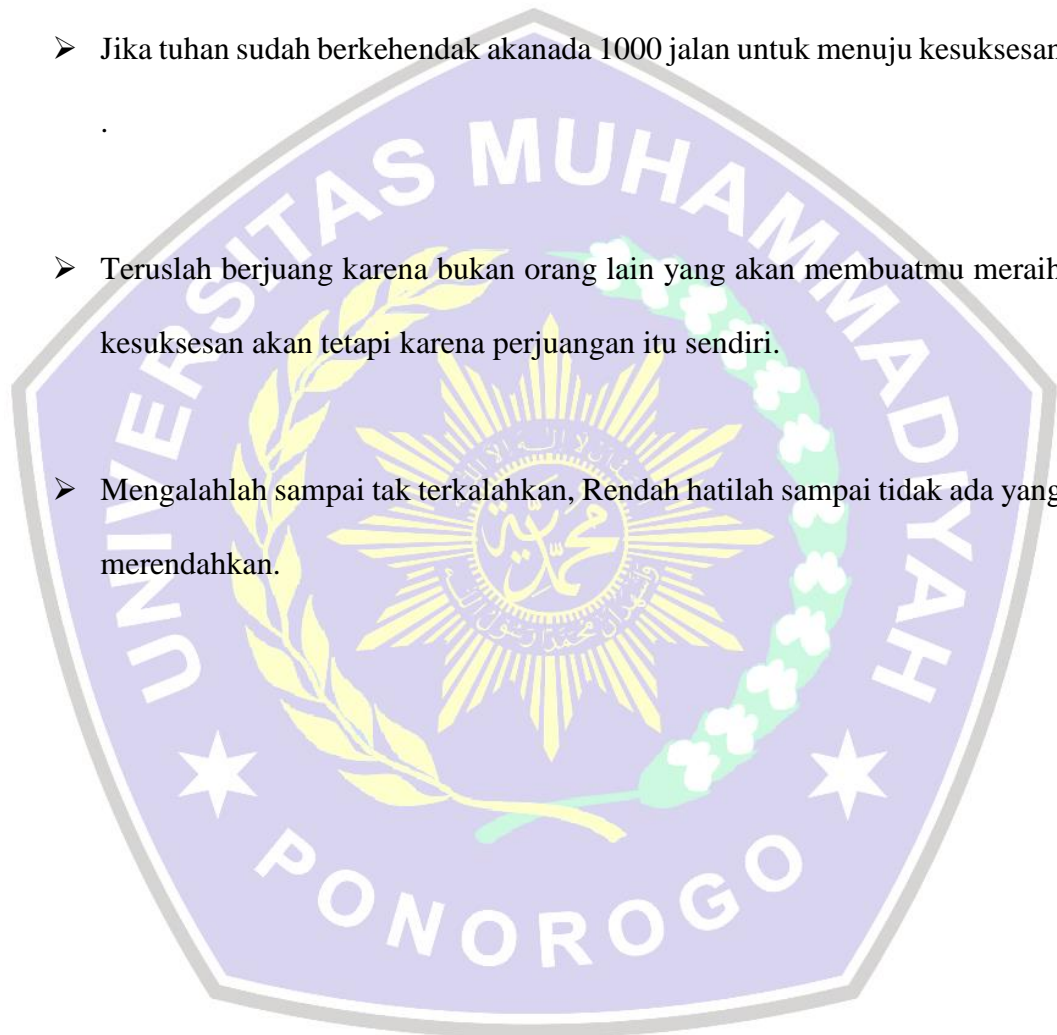 ➢ Jika tuhan sudah berkehendak akanada 1000 jalan untuk menuju kesuksesan
.
➢ Teruslah berjuang karena bukan orang lain yang akan membuatmu meraih
kesuksesan akan tetapi karena perjuangan itu sendiri.
➢ Mengalahlah sampai tak terkalahkan, Rendah hatilah sampai tidak ada yang
merendahkan.
UNIVERSITAS MUHAMMADIYAH
محمدية
PONOROGO